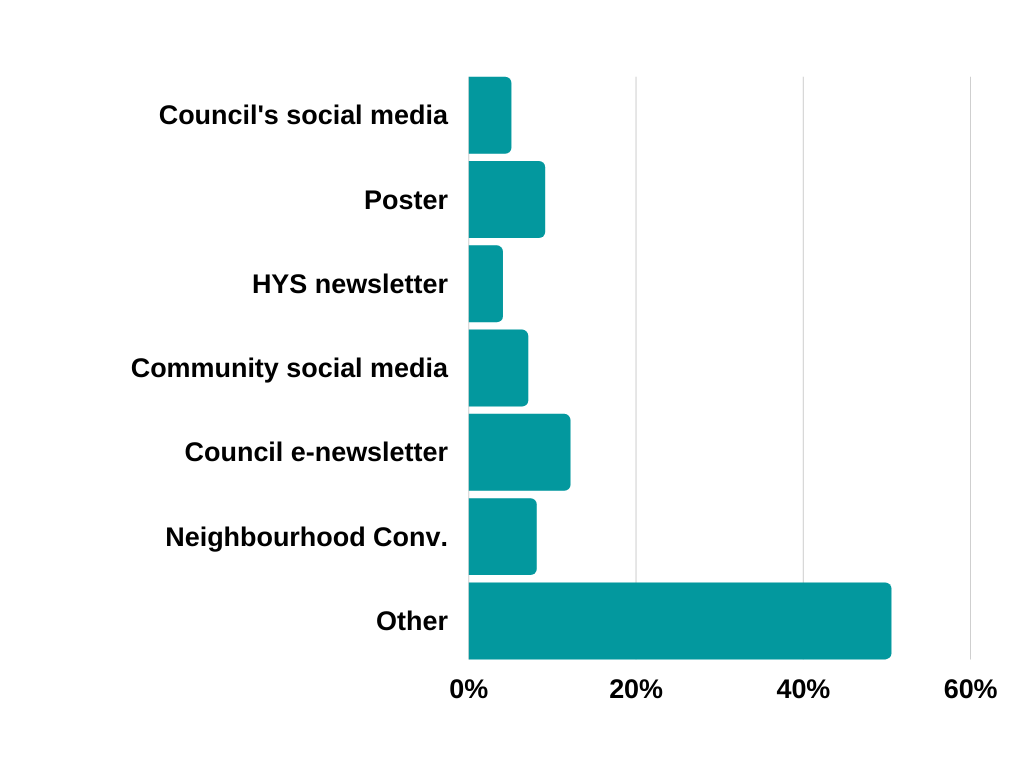 Council's social media
Poster
HYS newsletter
Community social media
Council e-newsletter
Neighbourhood Conv.
Other
0% 20% 40% 60%